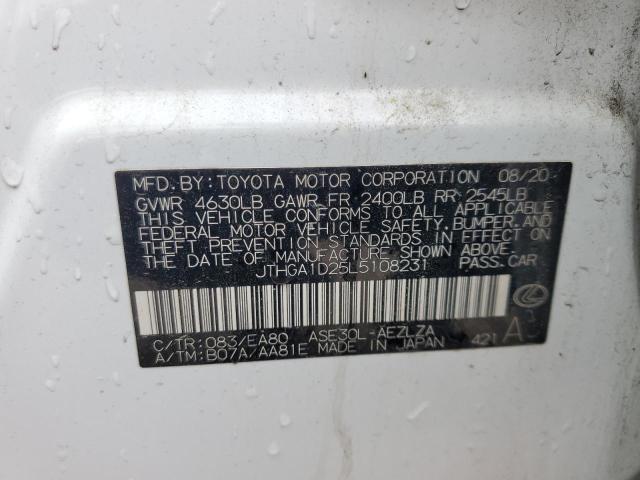 MFD. BY: TOYOTA MOTOR CORPORATION 08/20
GVWR 4630LB GAWR FR 2400LB RR 2545LB
THIS VEHICLE CONFORMS TO ALL APPLICABLE
FEDERAL MOTOR VEHICLE SAFETY, BUMPER, AND
THEFT PREVENTION STANDARDS IN EFFECT ON
THE DATE OF MANUFACTURE SHOWN ABOVE.
JTHGA1D25L5108231 PASS. CAR
C/TR: 083/EA80 ASE30L-AEZLZA
A/TM: B07A/AA81E MADE IN JAPAN 421 A